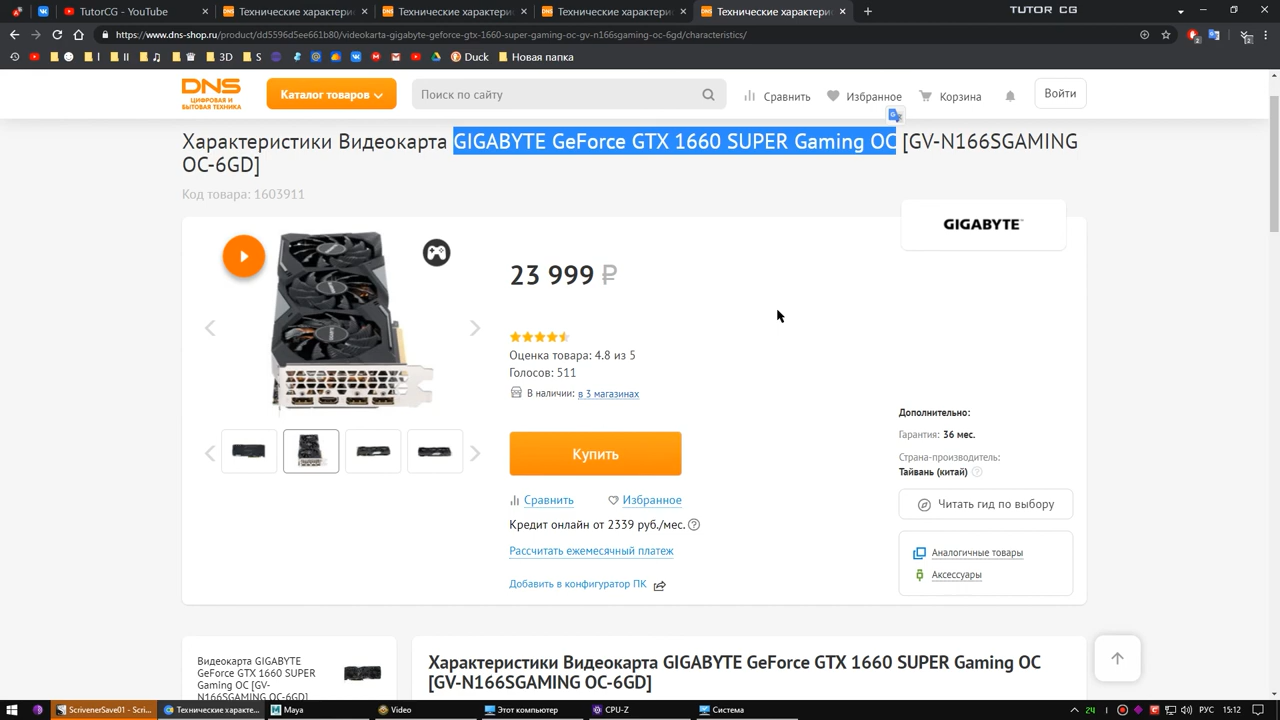 TutorCG - YouTube
Технические характери
Технические характери
Технические характери
Технические характери
TUTOR CG
https://www.dns-shop.ru/product/dd5596d5ee661b80/videokarta-gigabyte-geforce-gtx-1660-super-gaming-oc-gv-n166sgaming-oc-6gd/characteristics/
I
II
♫
3D
S
Duck
Новая папка
DNS
ЦИФРОВАЯ И
БЫТОВАЯ ТЕХНИКА
Каталог товаров
Поиск по сайту
Сравнить
Избранное
Корзина
Войти
Характеристики Видеокарта GIGABYTE GeForce GTX 1660 SUPER Gaming OC [GV-N166SGAMING
OC-6GD]
Код товара: 1603911
GIGABYTE
23 999 ₽
Оценка товара: 4.8 из 5
Голосов: 511
В наличии: в 3 магазинах
Купить
Сравнить
Избранное
Кредит онлайн от 2339 руб./мес.
Рассчитать ежемесячный платеж
Добавить в конфигуратор ПК
Дополнительно:
Гарантия: 36 мес.
Страна-производитель:
Тайвань (китай)
Читать гид по выбору
Аналогичные товары
Аксессуары
Видеокарта GIGABYTE
GeForce GTX 1660 SUPER
Gaming OC [GV-
N166SGAMING OC-6GD]
Характеристики Видеокарта GIGABYTE GeForce GTX 1660 SUPER Gaming OC
[GV-N166SGAMING OC-6GD]
ScrivenerSave01 - Scri...
Технические характе...
Maya
Video
Этот компьютер
CPU-Z
Система
24
РУС
15:12